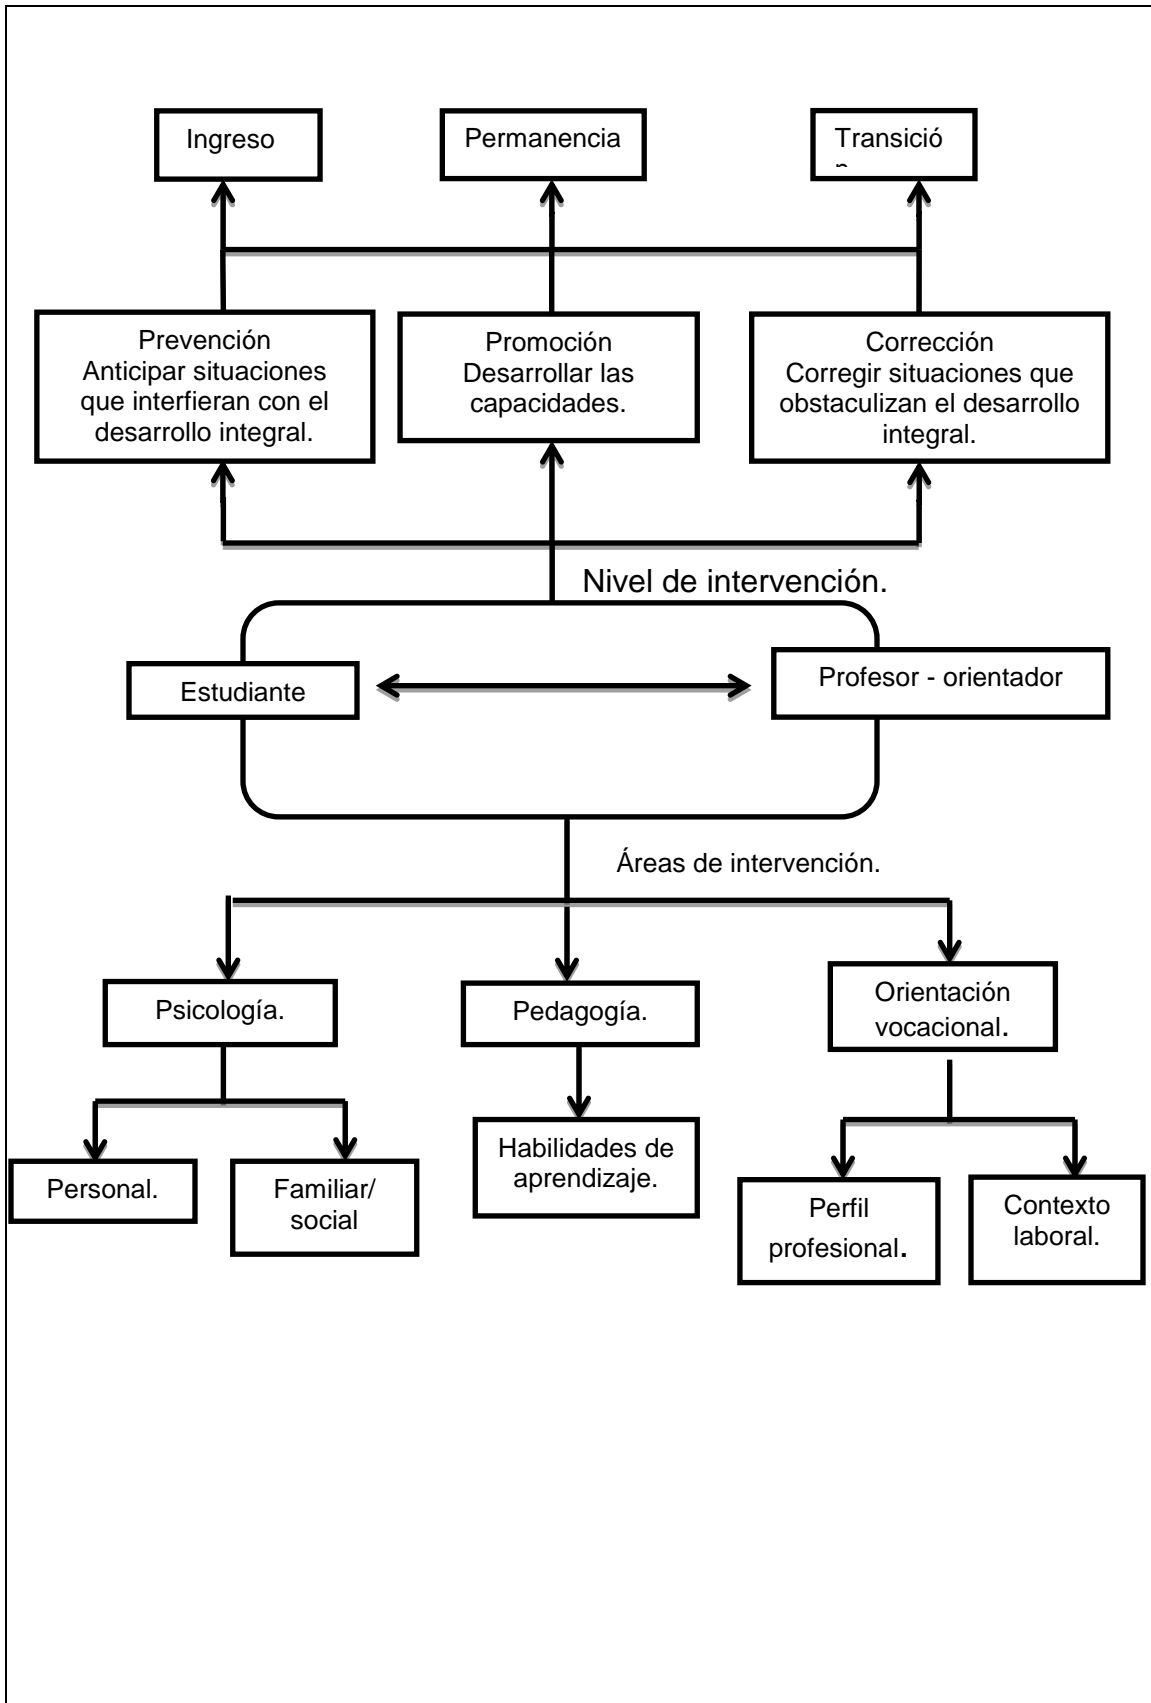 Ingreso
Permanencia
Transició
n
Prevención
Anticipar situaciones
que interfieran con el
desarrollo integral.
Promoción
Desarrollar las
capacidades.
Corrección
Corregir situaciones que
obstaculizan el desarrollo
integral.
Nivel de intervención.
Estudiante
Profesor - orientador
Áreas de intervención.
Psicología.
Pedagogía.
Orientación
vocacional.
Personal.
Familiar/
social
Habilidades de
aprendizaje.
Perfil
profesional.
Contexto
laboral.